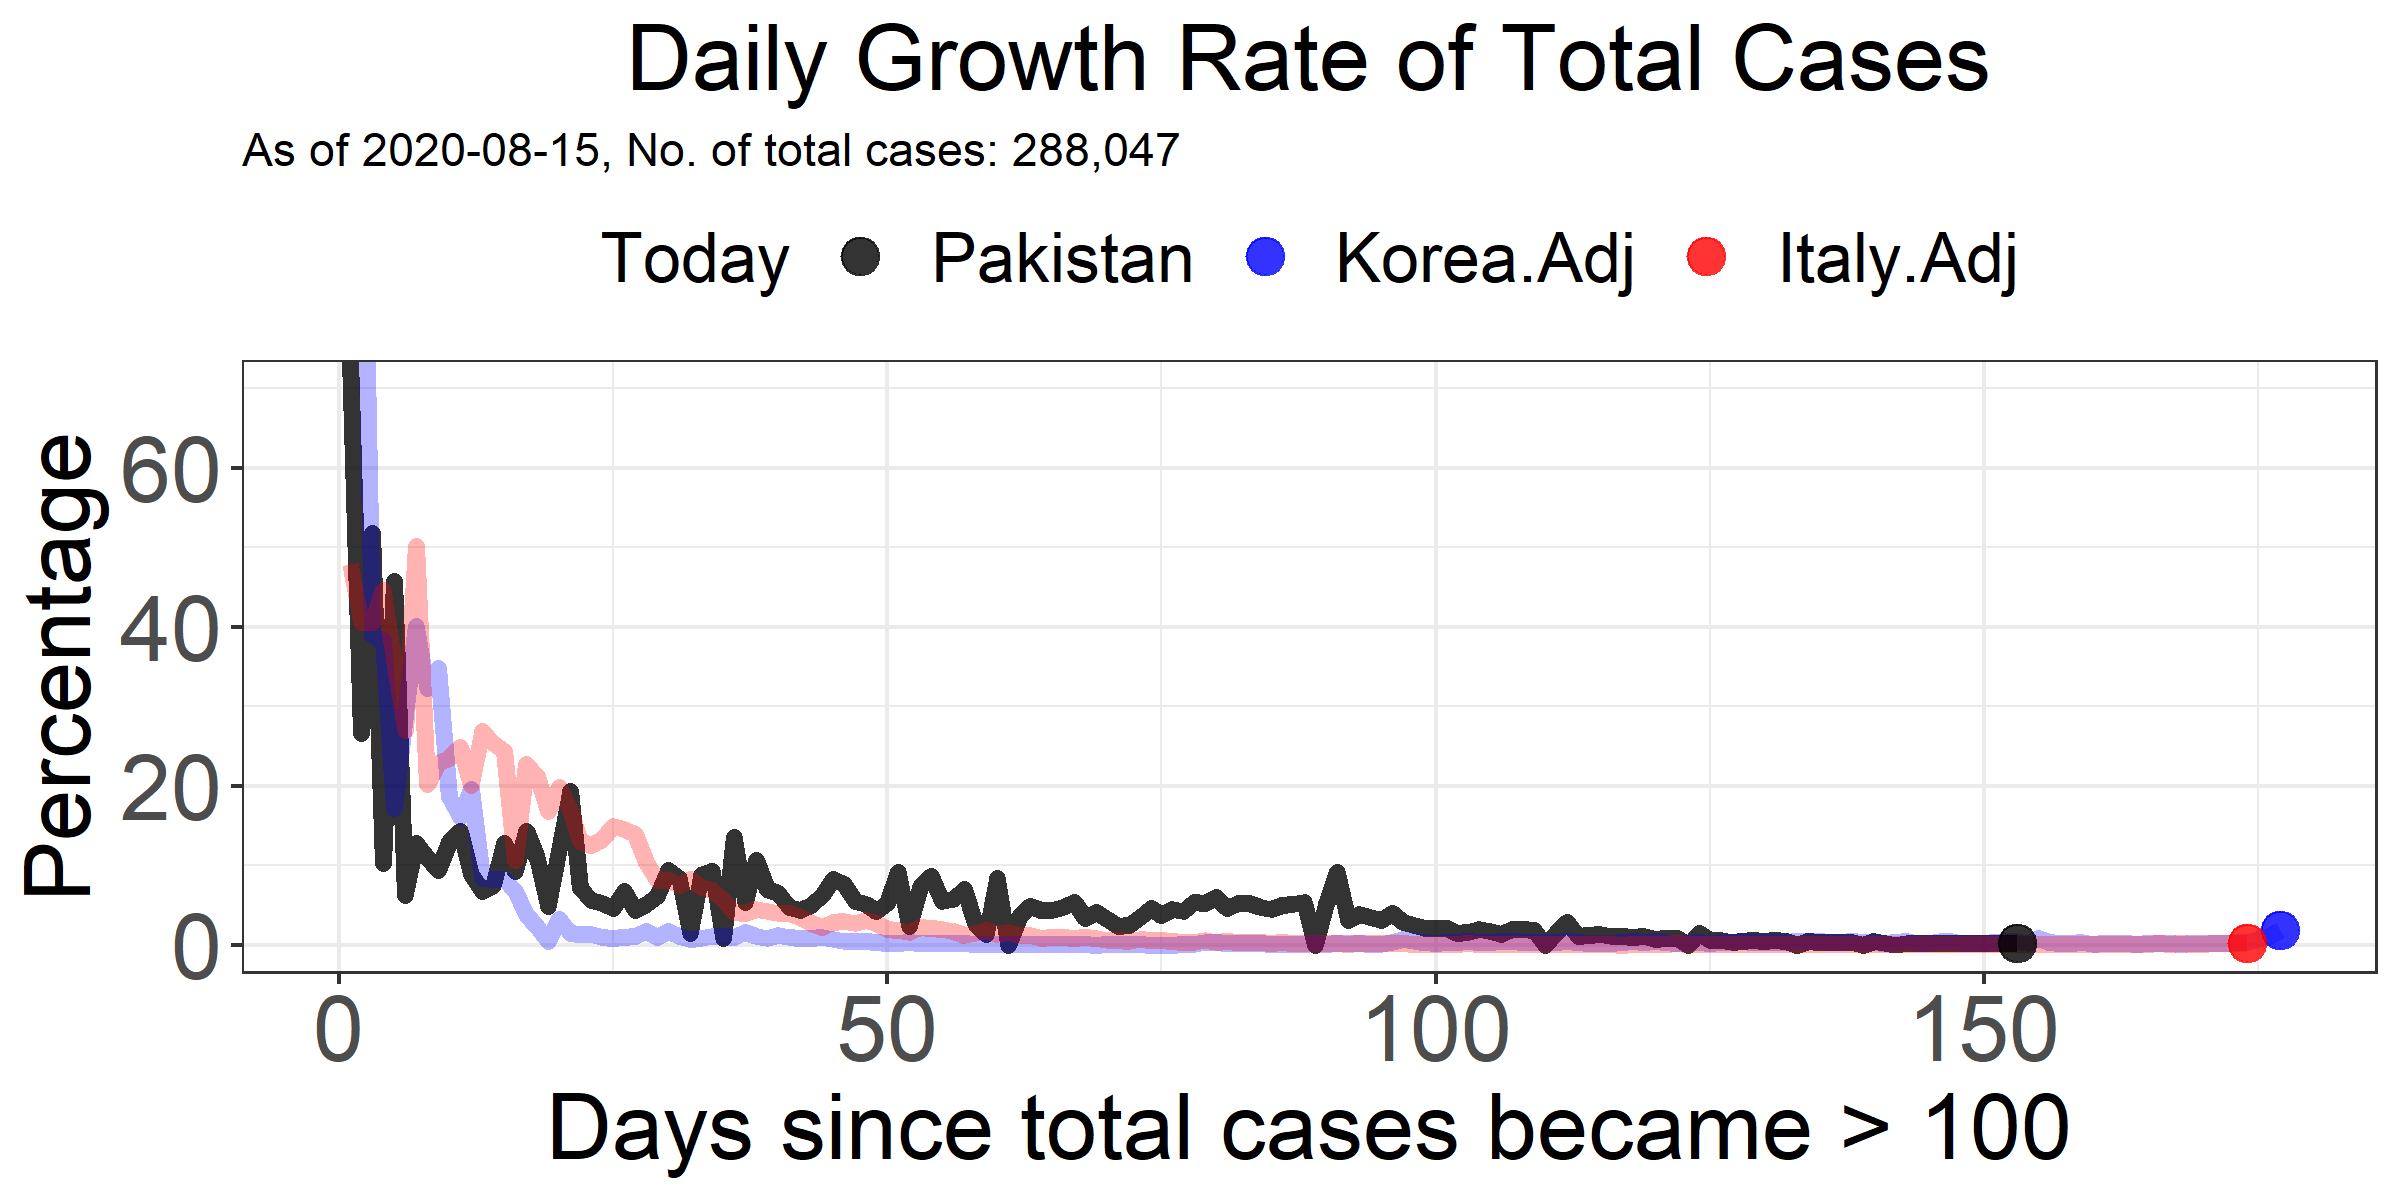 Daily Growth Rate of Total Cases
As of 2020-08-15, No. of total cases: 288,047
Today Pakistan Korea.Adj Italy.Adj
Percentage
60
40
20
0
0 50 100 150
Days since total cases became > 100